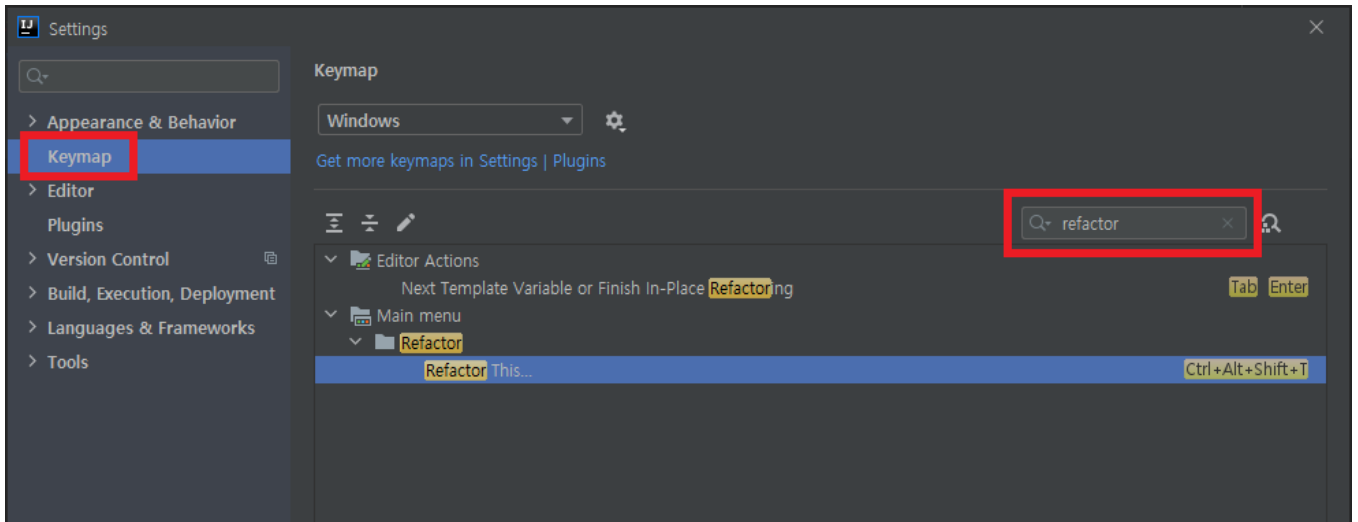 IJ Settings
Keymap
Appearance & Behavior
Windows
Keymap
Get more keymaps in Settings | Plugins
Editor
Plugins
refactor
Version Control
Editor Actions
Build, Execution, Deployment
Next Template Variable or Finish In-Place Refactoring Tab Enter
Languages & Frameworks
Main menu
Refactor
Tools
Refactor This... Ctrl+Alt+Shift+T